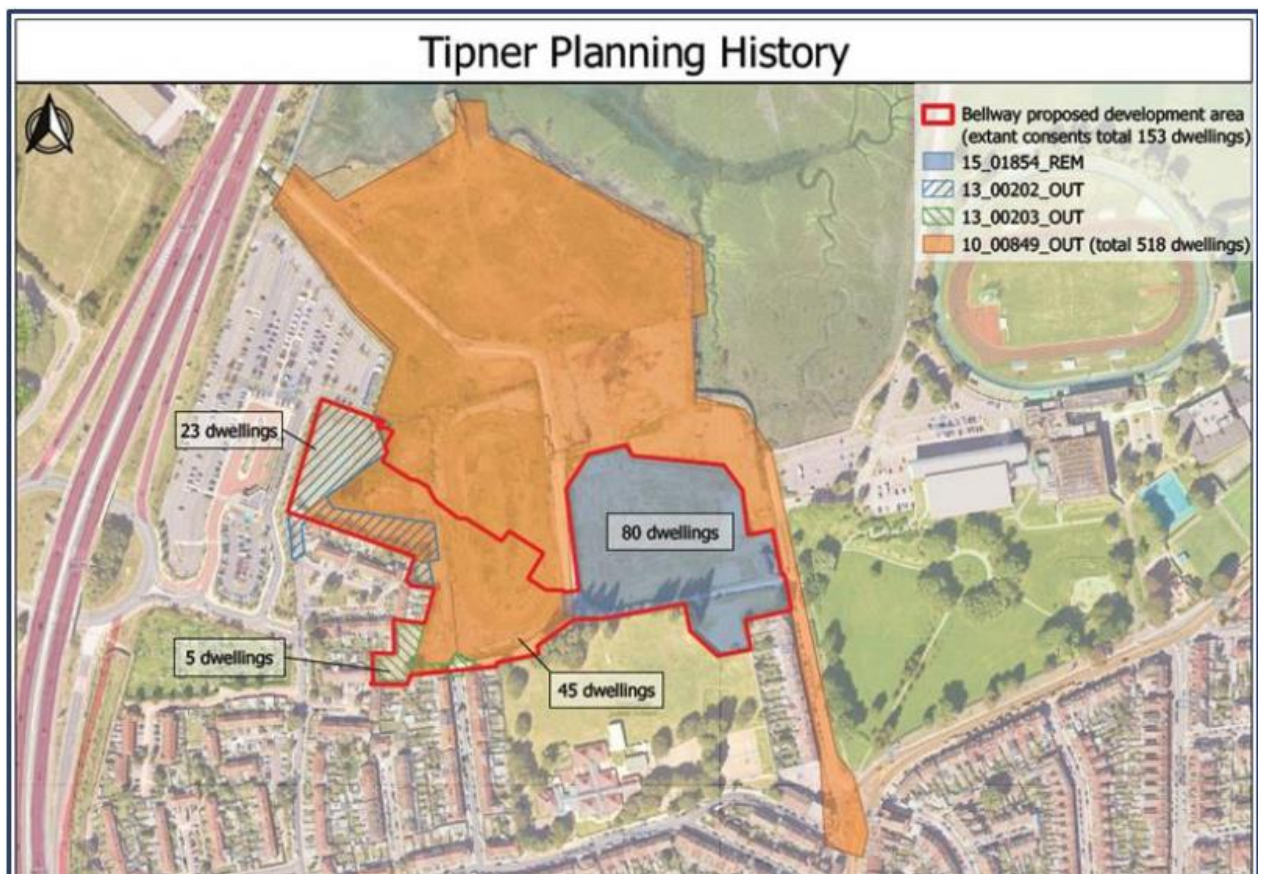 Tipner Planning History
Bellway proposed development area
(extant consents total 153 dwellings)
15_01854_REM
13_00202_OUT
13_00203_OUT
10_00849_OUT (total 518 dwellings)
23 dwellings
80 dwellings
5 dwellings
45 dwellings